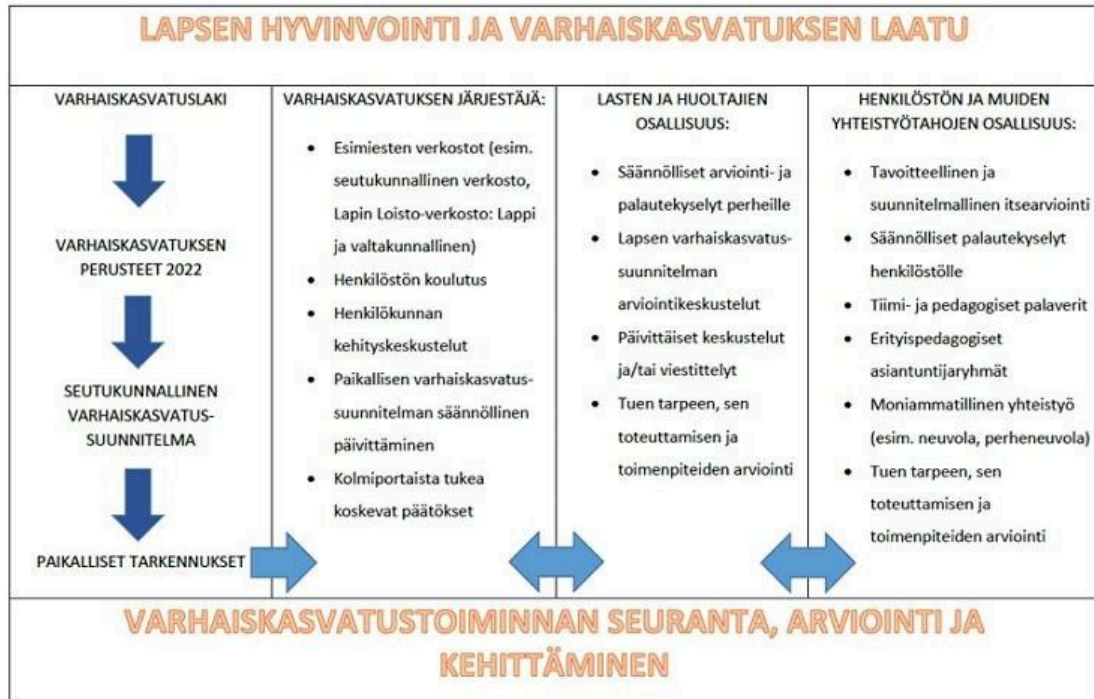 LAPSEN HYVINVOINTI JA VARHAISKASVATUKSEN LAATU
VARHAISKASVATUSLAKI
VARHAISKASVATUKSEN
PERUSTEET 2022
SEUTUKUNNALLINEN
VARHAISKASVATUS-
SUUNNITELMA
PAIKALLISET TARKENNUKSET
VARHAISKASVATUKSEN JÄRJESTÄJÄ:
• Esimiesten verkostot (esim.
seutukunnallinen verkosto,
Lapin Loisto-verkosto: Lappi
ja valtakunnallinen)
• Henkilöstön koulutus
• Henkilökunnan
kehityskeskustelut
• Paikallisen varhaiskasvatus-
suunnitelman säännöllinen
päivittäminen
• Kolmiportaista tukea
koskevat päätökset
LASTEN JA HUOLTAJIEN
OSALLISUUS:
• Säännölliset arviointi- ja
palautekyselyt perheille
• Lapsen varhaiskasvatus-
suunnitelman
arviointikeskustelut
• Päivittäiset keskustelut
ja/tai viestittelyt
• Tuen tarpeen, sen
toteuttamisen ja
toimenpiteiden arviointi
HENKILÖSTÖN JA MUIDEN
YHTEISTYÖTAHOJEN OSALLISUUS:
• Tavoitteellinen ja
suunnitelmallinen itsearviointi
• Säännölliset palautekyselyt
henkilöstölle
• Tiimi- ja pedagogiset palaverit
• Erityispedagogiset
asiantuntijaryhmät
• Moniammatillinen yhteistyö
(esim. neuvola, perheneuvola)
• Tuen tarpeen, sen
toteuttamisen ja
toimenpiteiden arviointi
VARHAISKASVATUSTOIMINNAN SEURANTA, ARVIOINTI JA
KEHITTÄMINEN